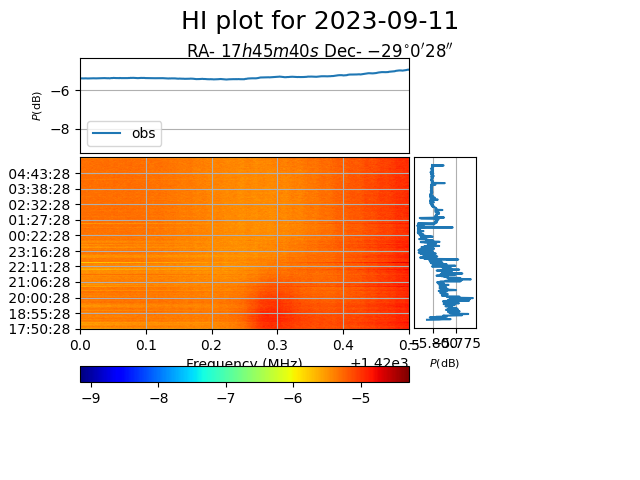 HI plot for 2023-09-11
RA- 17h45m40s Dec- −29°0′28″
P(dB)
−6
−8
obs
04:43:28
03:38:28
02:32:28
01:27:28
00:22:28
23:16:28
22:11:28
21:06:28
20:00:28
18:55:28
17:50:28
0.0 0.1 0.2 0.3 0.4 0.5
Frequency (MHz)
+1.42e3
P(dB)
−9 −8 −7 −6 −5